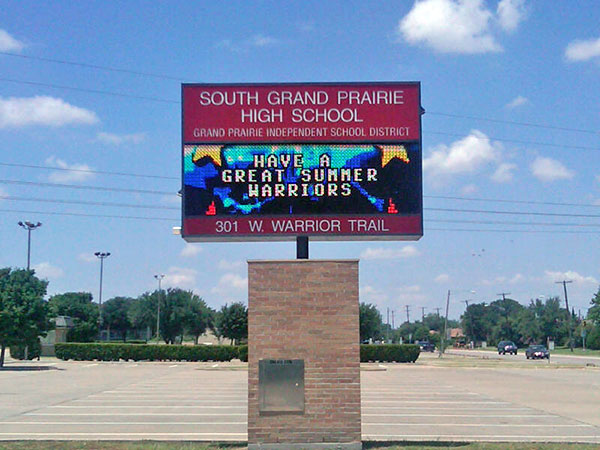 SOUTH GRAND PRAIRIE
HIGH SCHOOL
GRAND PRAIRIE INDEPENDENT SCHOOL DISTRICT
HAVE A
GREAT SUMMER
WARRIORS
301 W. WARRIOR TRAIL